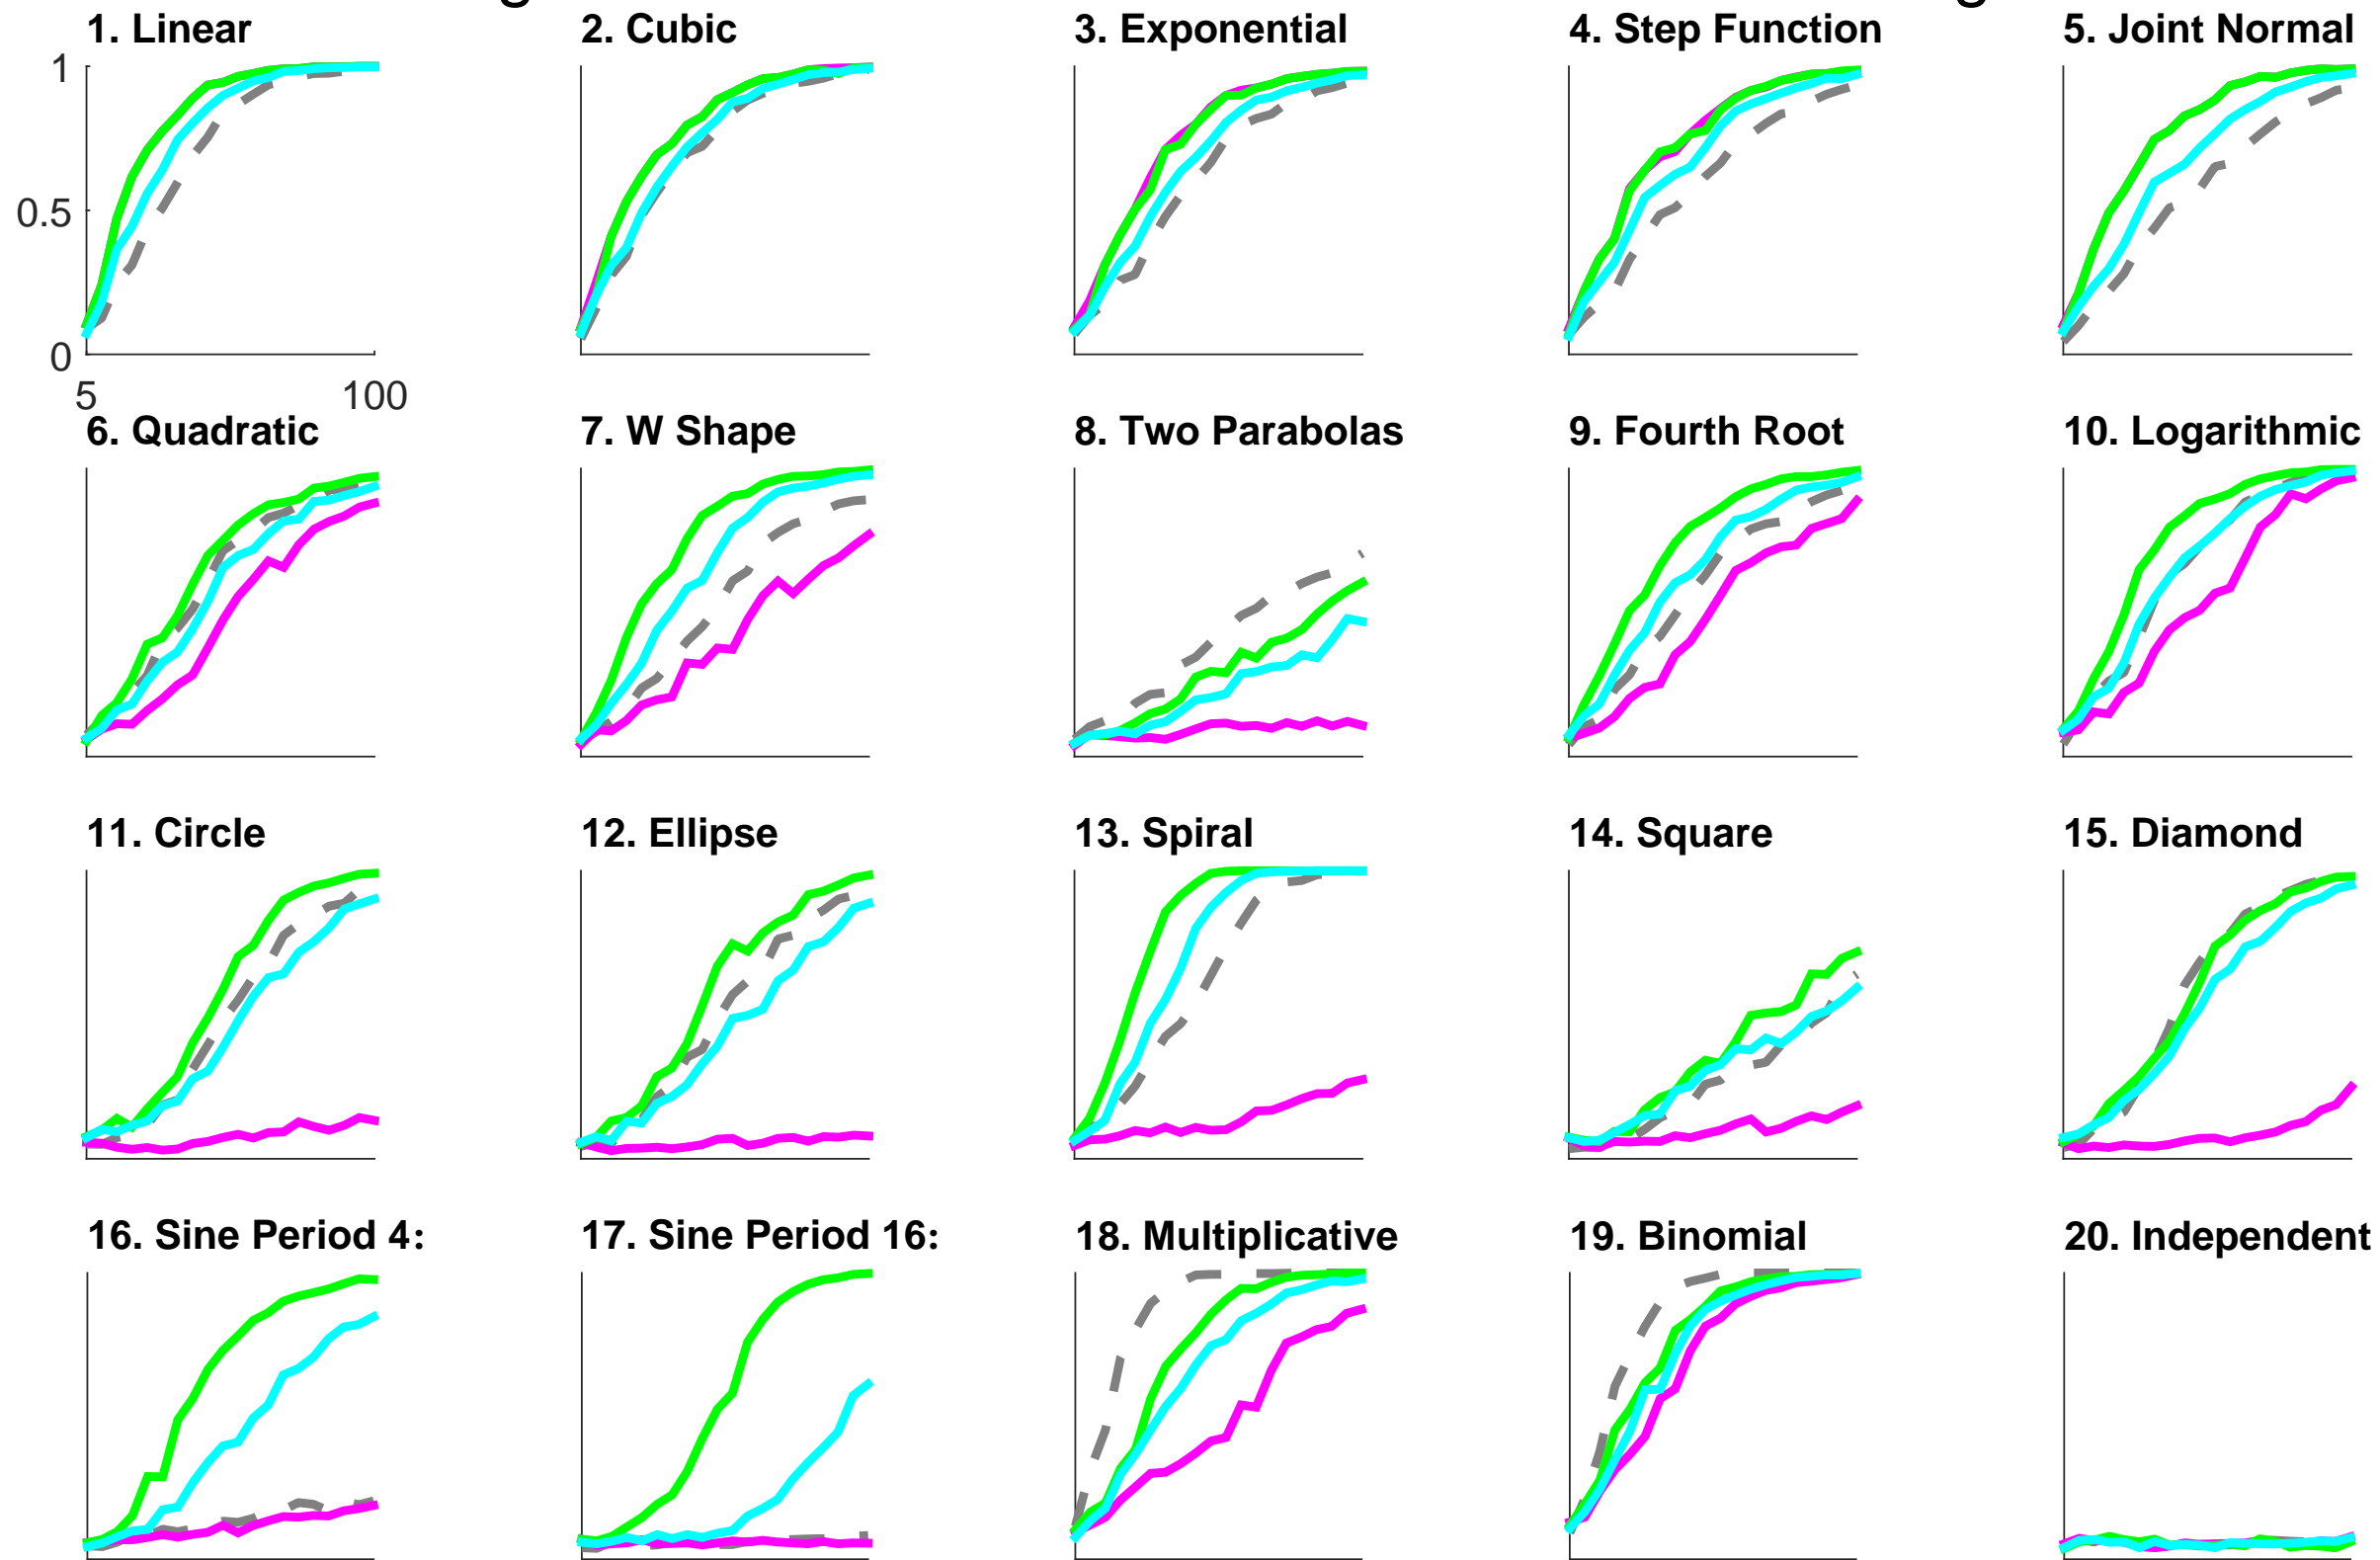 1. Linear
2. Cubic
3. Exponential
4. Step Function
5. Joint Normal
1
0.5
0
5
100
6. Quadratic
7. W Shape
8. Two Parabolas
9. Fourth Root
10. Logarithmic
11. Circle
12. Ellipse
13. Spiral
14. Square
15. Diamond
16. Sine Period 4:
17. Sine Period 16:
18. Multiplicative
19. Binomial
20. Independent